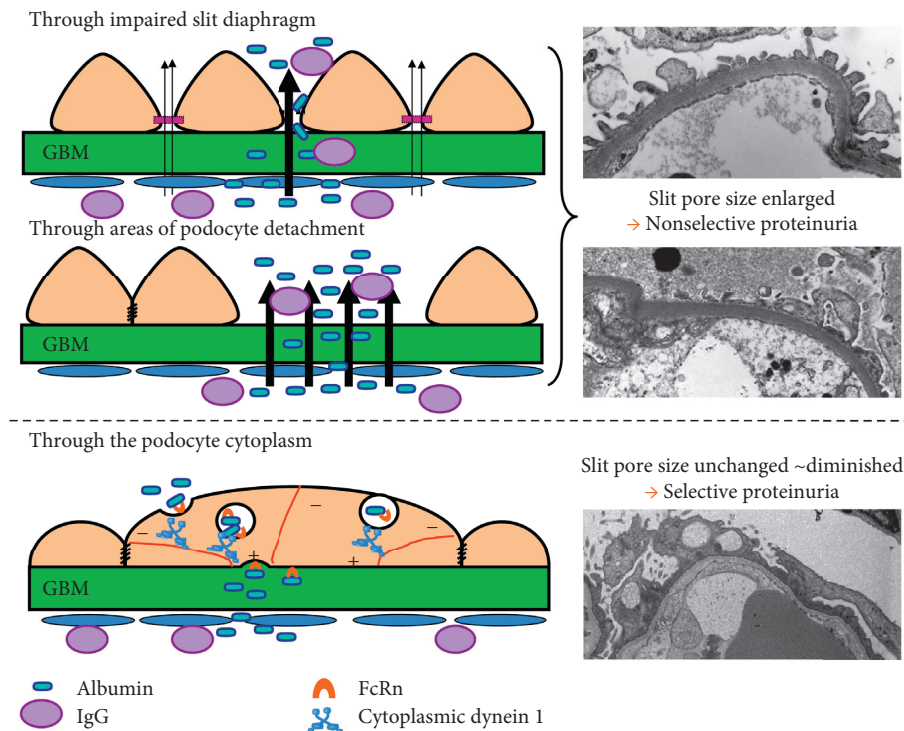 Through impaired slit diaphragm
GBM
Through areas of podocyte detachment
GBM
Slit pore size enlarged
→ Nonselective proteinuria
Through the podocyte cytoplasm
Slit pore size unchanged ~diminished
→ Selective proteinuria
− − − −
+ +
GBM
Albumin
IgG
FcRn
Cytoplasmic dynein 1